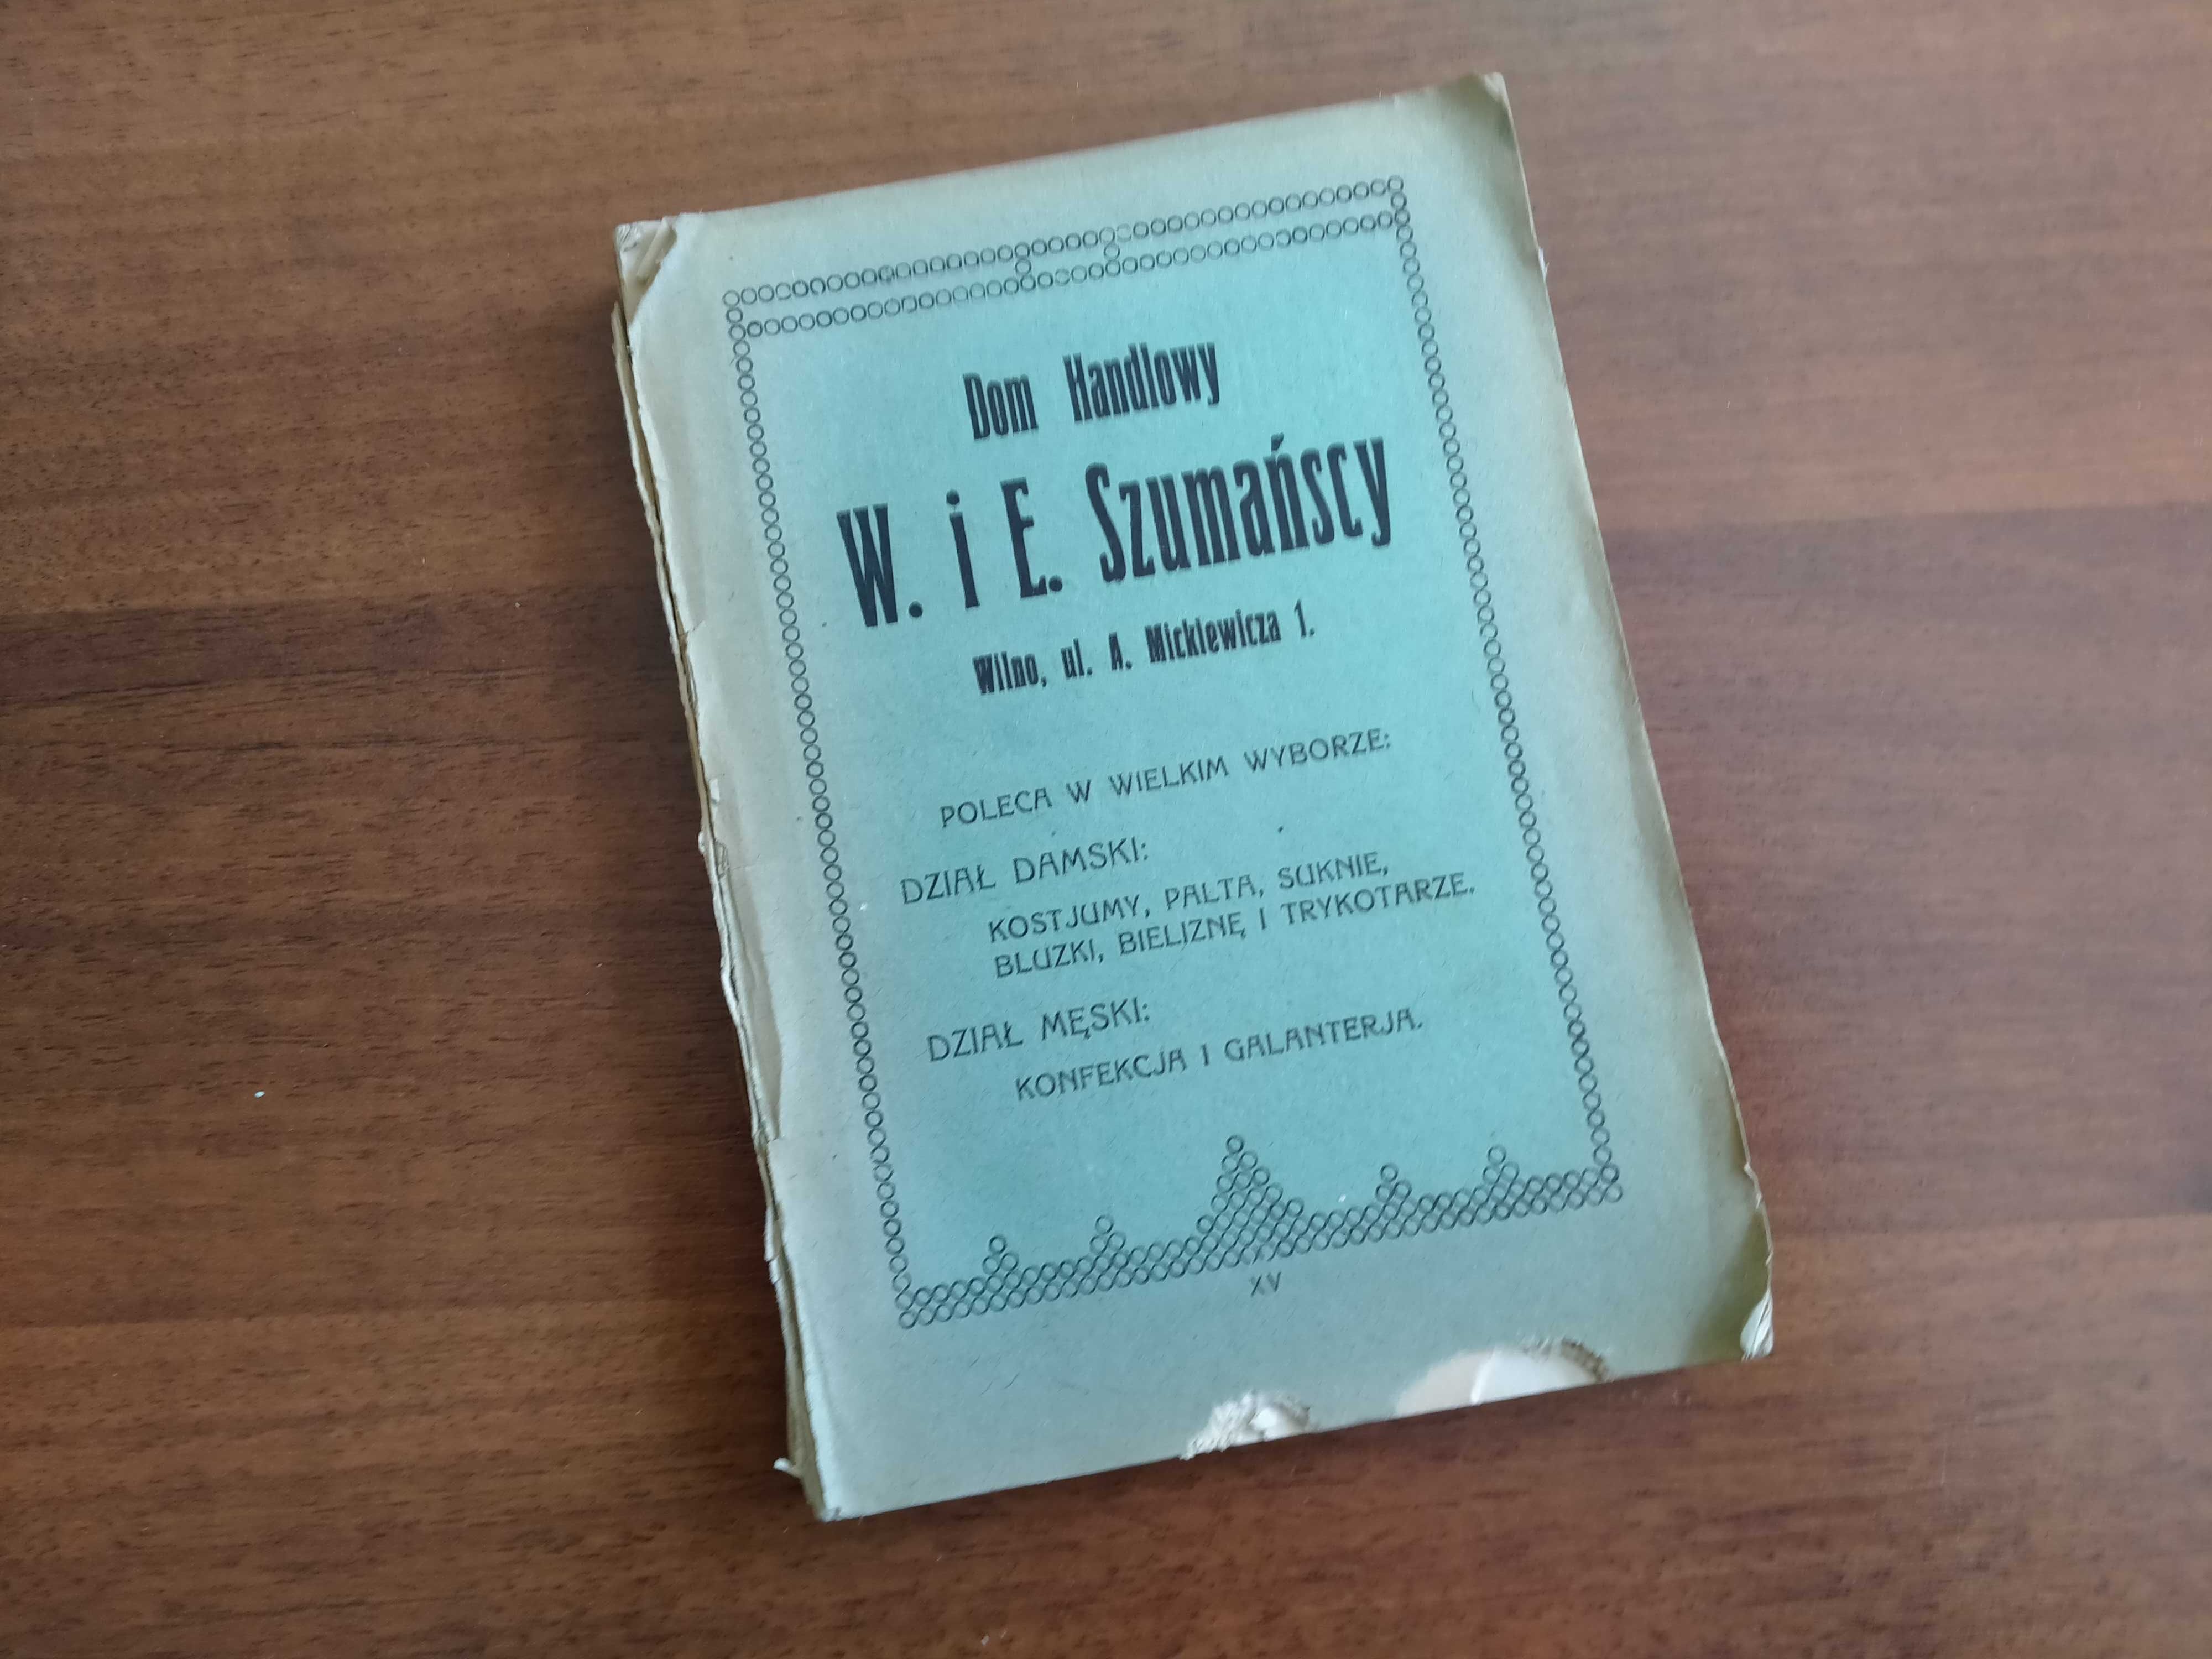 Dom Handlowy
W. i E. Szumańscy
Wilno, ul. A. Mickiewicza 1.
POLECA W WIELKIM WYBORZE:
DZIAŁ DAMSKI:
KOSTJUMY, PALTA, SUKNIE,
BLUZKI, BIELIZNĘ I TRYKOTARZE.
DZIAŁ MĘSKI:
KONFEKCJA I GALANTERJA.
XV